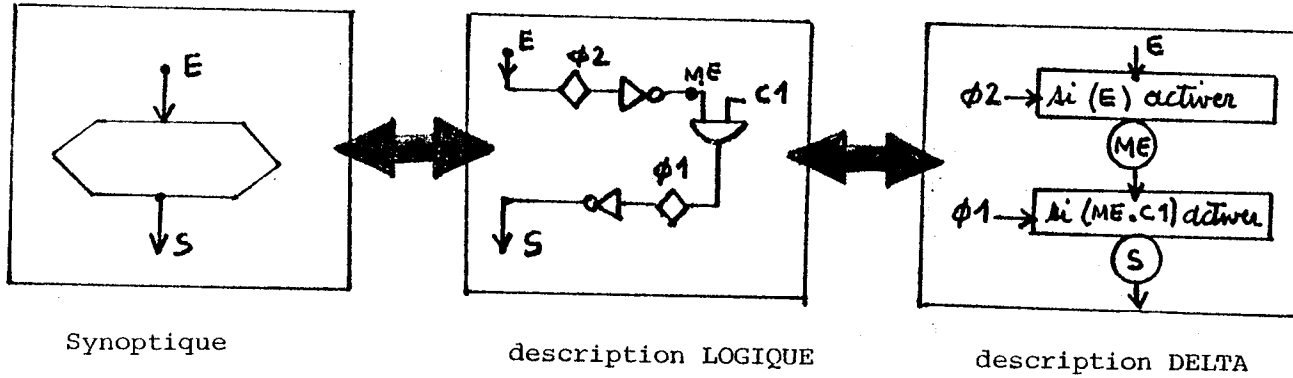 E
S
E
φ2
ME
C1
φ1
S
E
φ2 si (E) activer
ME
φ1 si (ME.C1) activer
S
Synoptique
description LOGIQUE
description DELTA